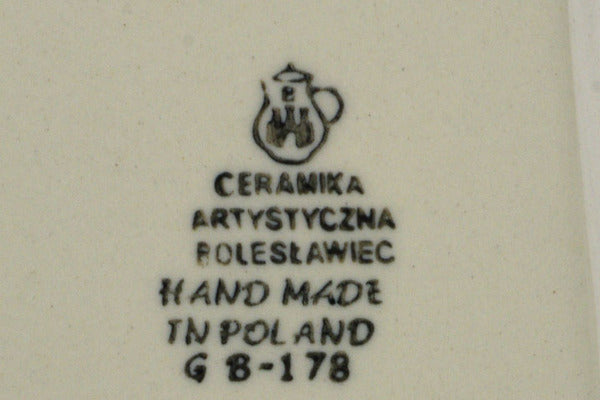 CERAMIKA
ARTYSTYCZNA
BOLESŁAWIEC
HAND MADE
IN POLAND
G B-178